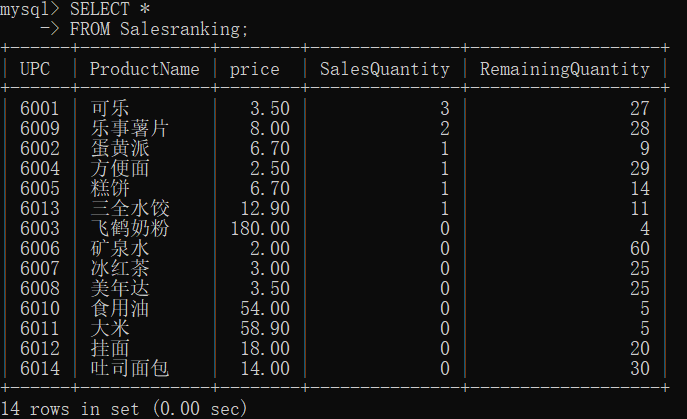 mysql> SELECT *
    -> FROM Salesranking;
+------+-------------+--------+---------------+-------------------+
| UPC  | ProductName | price  | SalesQuantity | RemainingQuantity |
+------+-------------+--------+---------------+-------------------+
| 6001 | 可乐        |   3.50 |             3 |                27 |
| 6009 | 乐事薯片    |   8.00 |             2 |                28 |
| 6002 | 蛋黄派      |   6.70 |             1 |                 9 |
| 6004 | 方便面      |   2.50 |             1 |                29 |
| 6005 | 糕饼        |   6.70 |             1 |                14 |
| 6013 | 三全水饺    |  12.90 |             1 |                11 |
| 6003 | 飞鹤奶粉    | 180.00 |             0 |                 4 |
| 6006 | 矿泉水      |   2.00 |             0 |                60 |
| 6007 | 冰红茶      |   3.00 |             0 |                25 |
| 6008 | 美年达      |   3.50 |             0 |                25 |
| 6010 | 食用油      |  54.00 |             0 |                 5 |
| 6011 | 大米        |  58.90 |             0 |                 5 |
| 6012 | 挂面        |  18.00 |             0 |                20 |
| 6014 | 吐司面包    |  14.00 |             0 |                30 |
+------+-------------+--------+---------------+-------------------+
14 rows in set (0.00 sec)